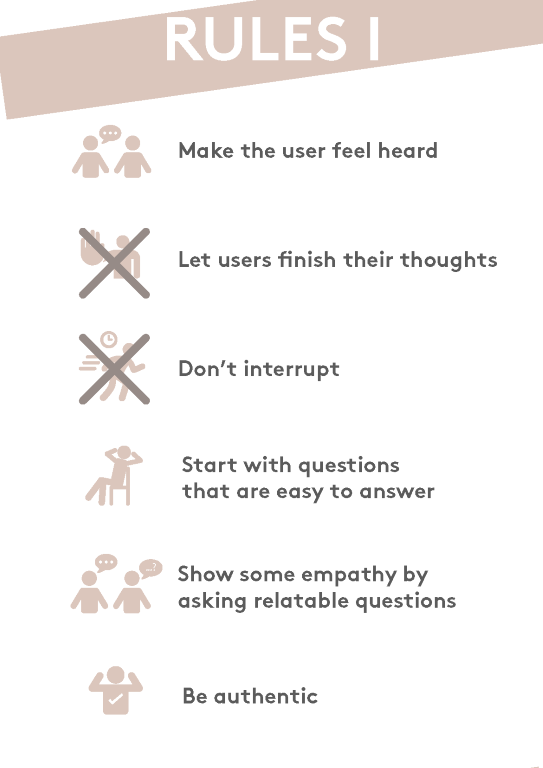 RULES I
Make the user feel heard
Let users finish their thoughts
Don’t interrupt
Start with questions
that are easy to answer
Show some empathy by
asking relatable questions
Be authentic